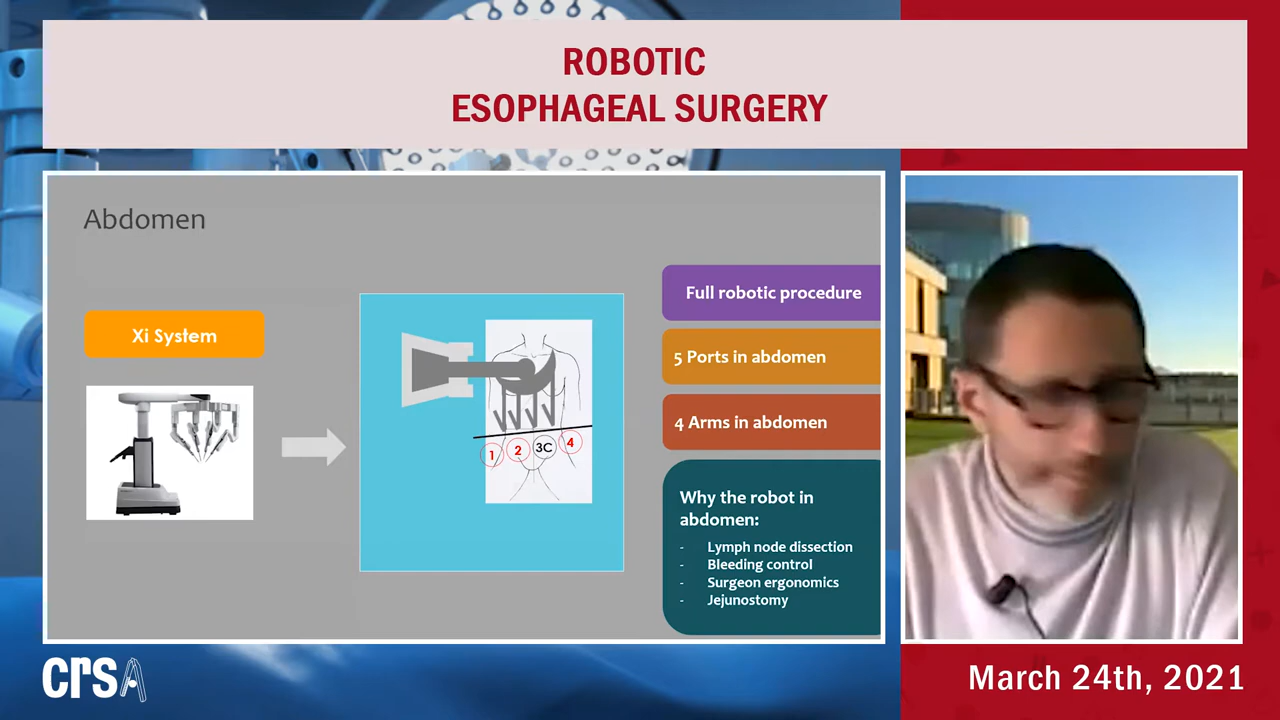 ROBOTIC
ESOPHAGEAL SURGERY
Abdomen
Xi System
1
2
3C
4
Full robotic procedure
5 Ports in abdomen
4 Arms in abdomen
Why the robot in
abdomen:
- Lymph node dissection
- Bleeding control
- Surgeon ergonomics
- Jejunostomy
crsA
March 24th, 2021